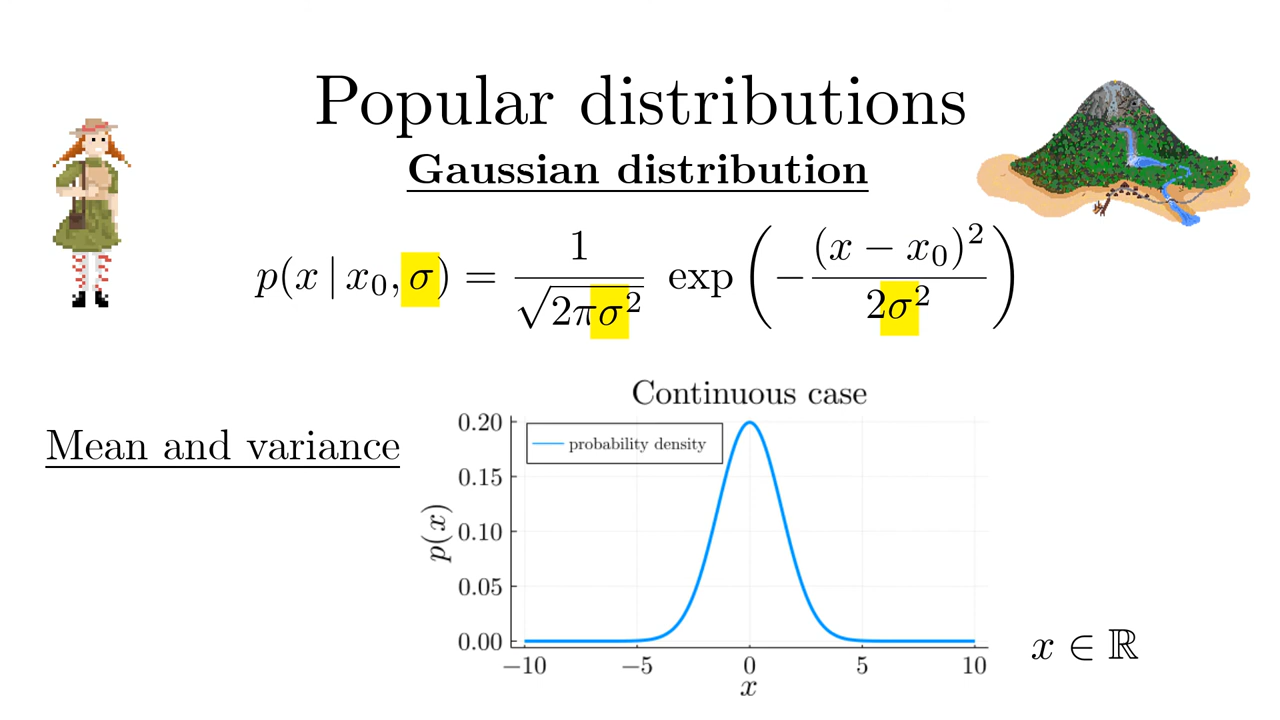 Popular distributions
Gaussian distribution
p(x | x₀, σ) = 1/√(2πσ²) exp(−(x − x₀)²/(2σ²))
Mean and variance
Continuous case
probability density
p(x)
0.20
0.15
0.10
0.05
0.00
−10 −5 0 5 10
x
x ∈ ℝ